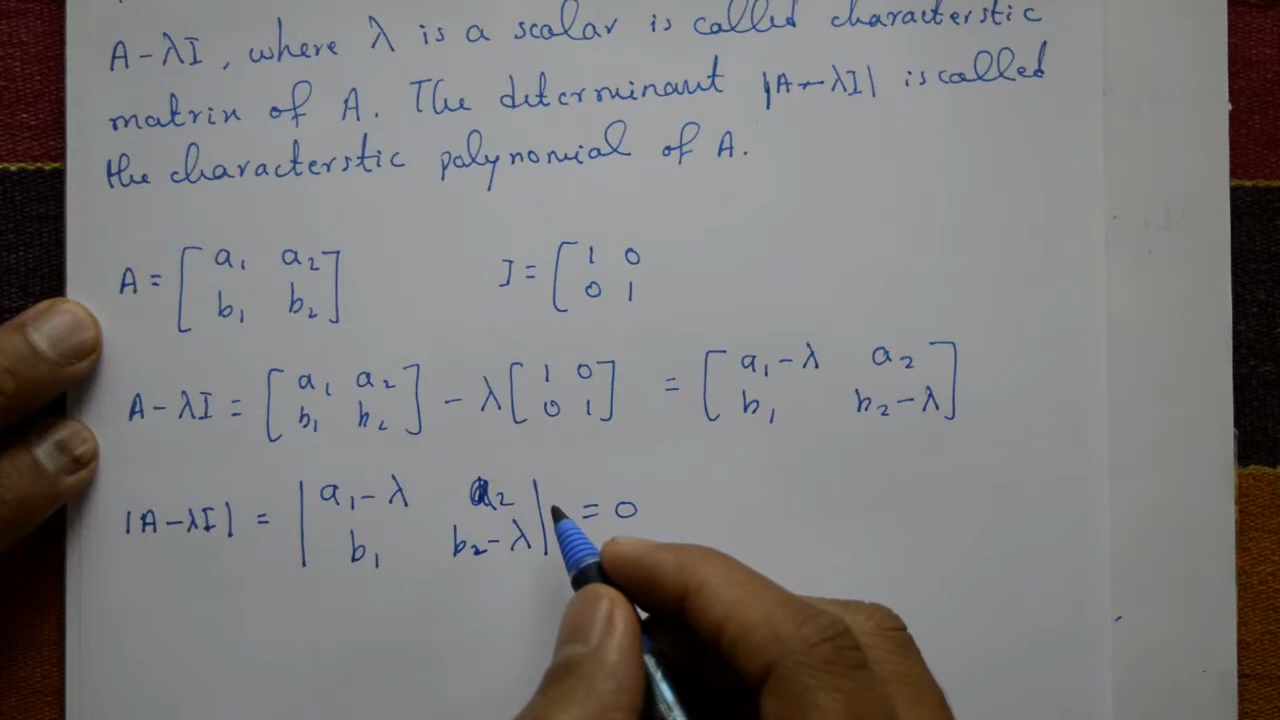 A-λI, where λ is a scalar is called characterstic
matrix of A. The determinant |A-λI| is called
the characterstic polynomial of A.
A = [ a₁ a₂ I = [ 1 0
b₁ b₂ ] 0 1
A-λI = [ a₁ a₂ ] - λ [ 1 0 ] = [ a₁-λ a₂ ]
b₁ b₂ 0 1 b₁ b₂-λ
|A-λI| = | a₁-λ a₂ | = 0
b₁ b₂-λ